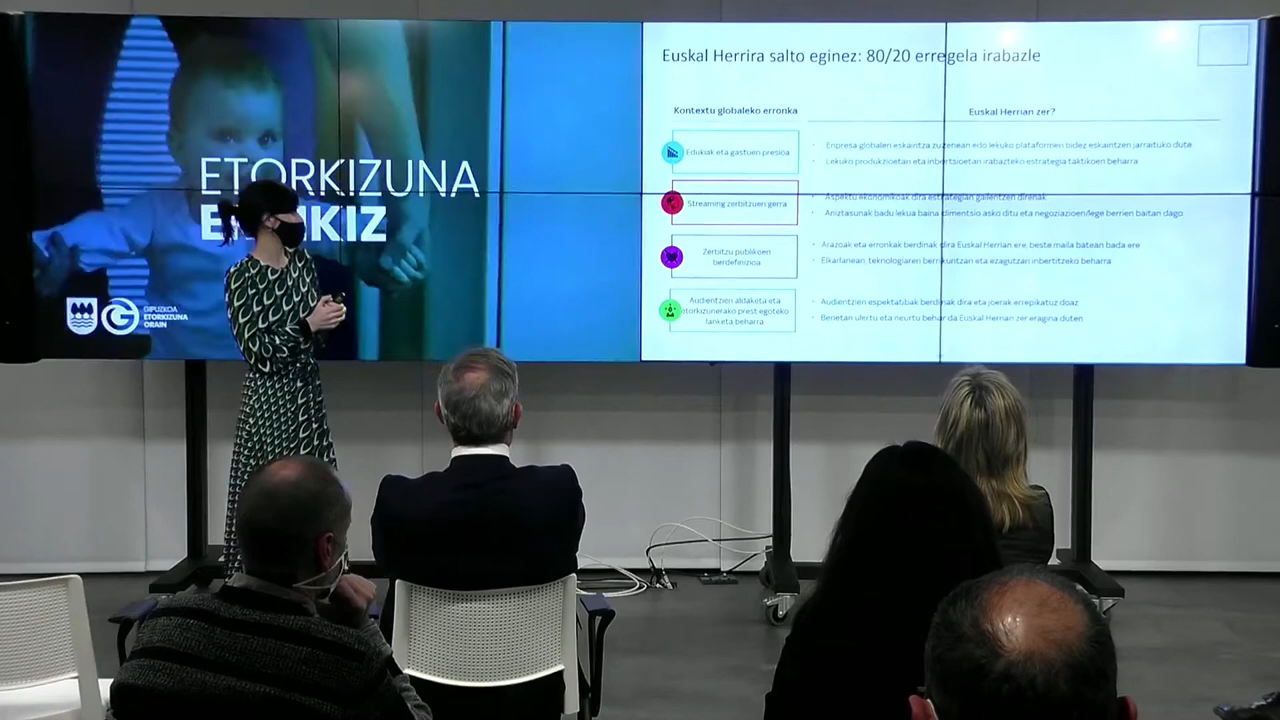 ETORKIZUNA
GIPUZKOA
ETORKIZUNA
ORAIN
Euskal Herrira salto eginez: 80/20 erregela irabazle
Kontextu globaleko erronka
Euskal Herrian zer?
Edukiak eta gastuen presioa
Enpresa globalen eskaintza zuzenean edo lekuko plataformen bidez eskaintzen jarraituko dute
Lekuko produkzioetan eta inbertsioetan irabazteko estrategia taktikoen beharra
Streaming zerbitzuen gerra
Aspektu ekonomikoak dira estrategian gailentzen direnak
Aniztasunak badu lekua baina dimentsio asko ditu eta negoziazioen/lege berrien baitan dago
Zerbitzu publikoen
berdefinizioa
Arazoak eta erronkak berdinak dira Euskal Herrian ere, beste maila batean bada ere
Elkarlanean, teknologiaren berrikuntzan eta ezagutzan inbertitzeko beharra
Audientzien aldaketa eta
etorkizunerako prest egoteko
lanketa beharra
Audientzien espektatibak berdinak dira eta joerak errepikatuz doaz
Benetan ulertu eta neurtu behar da Euskal Herrian zer eragina duten